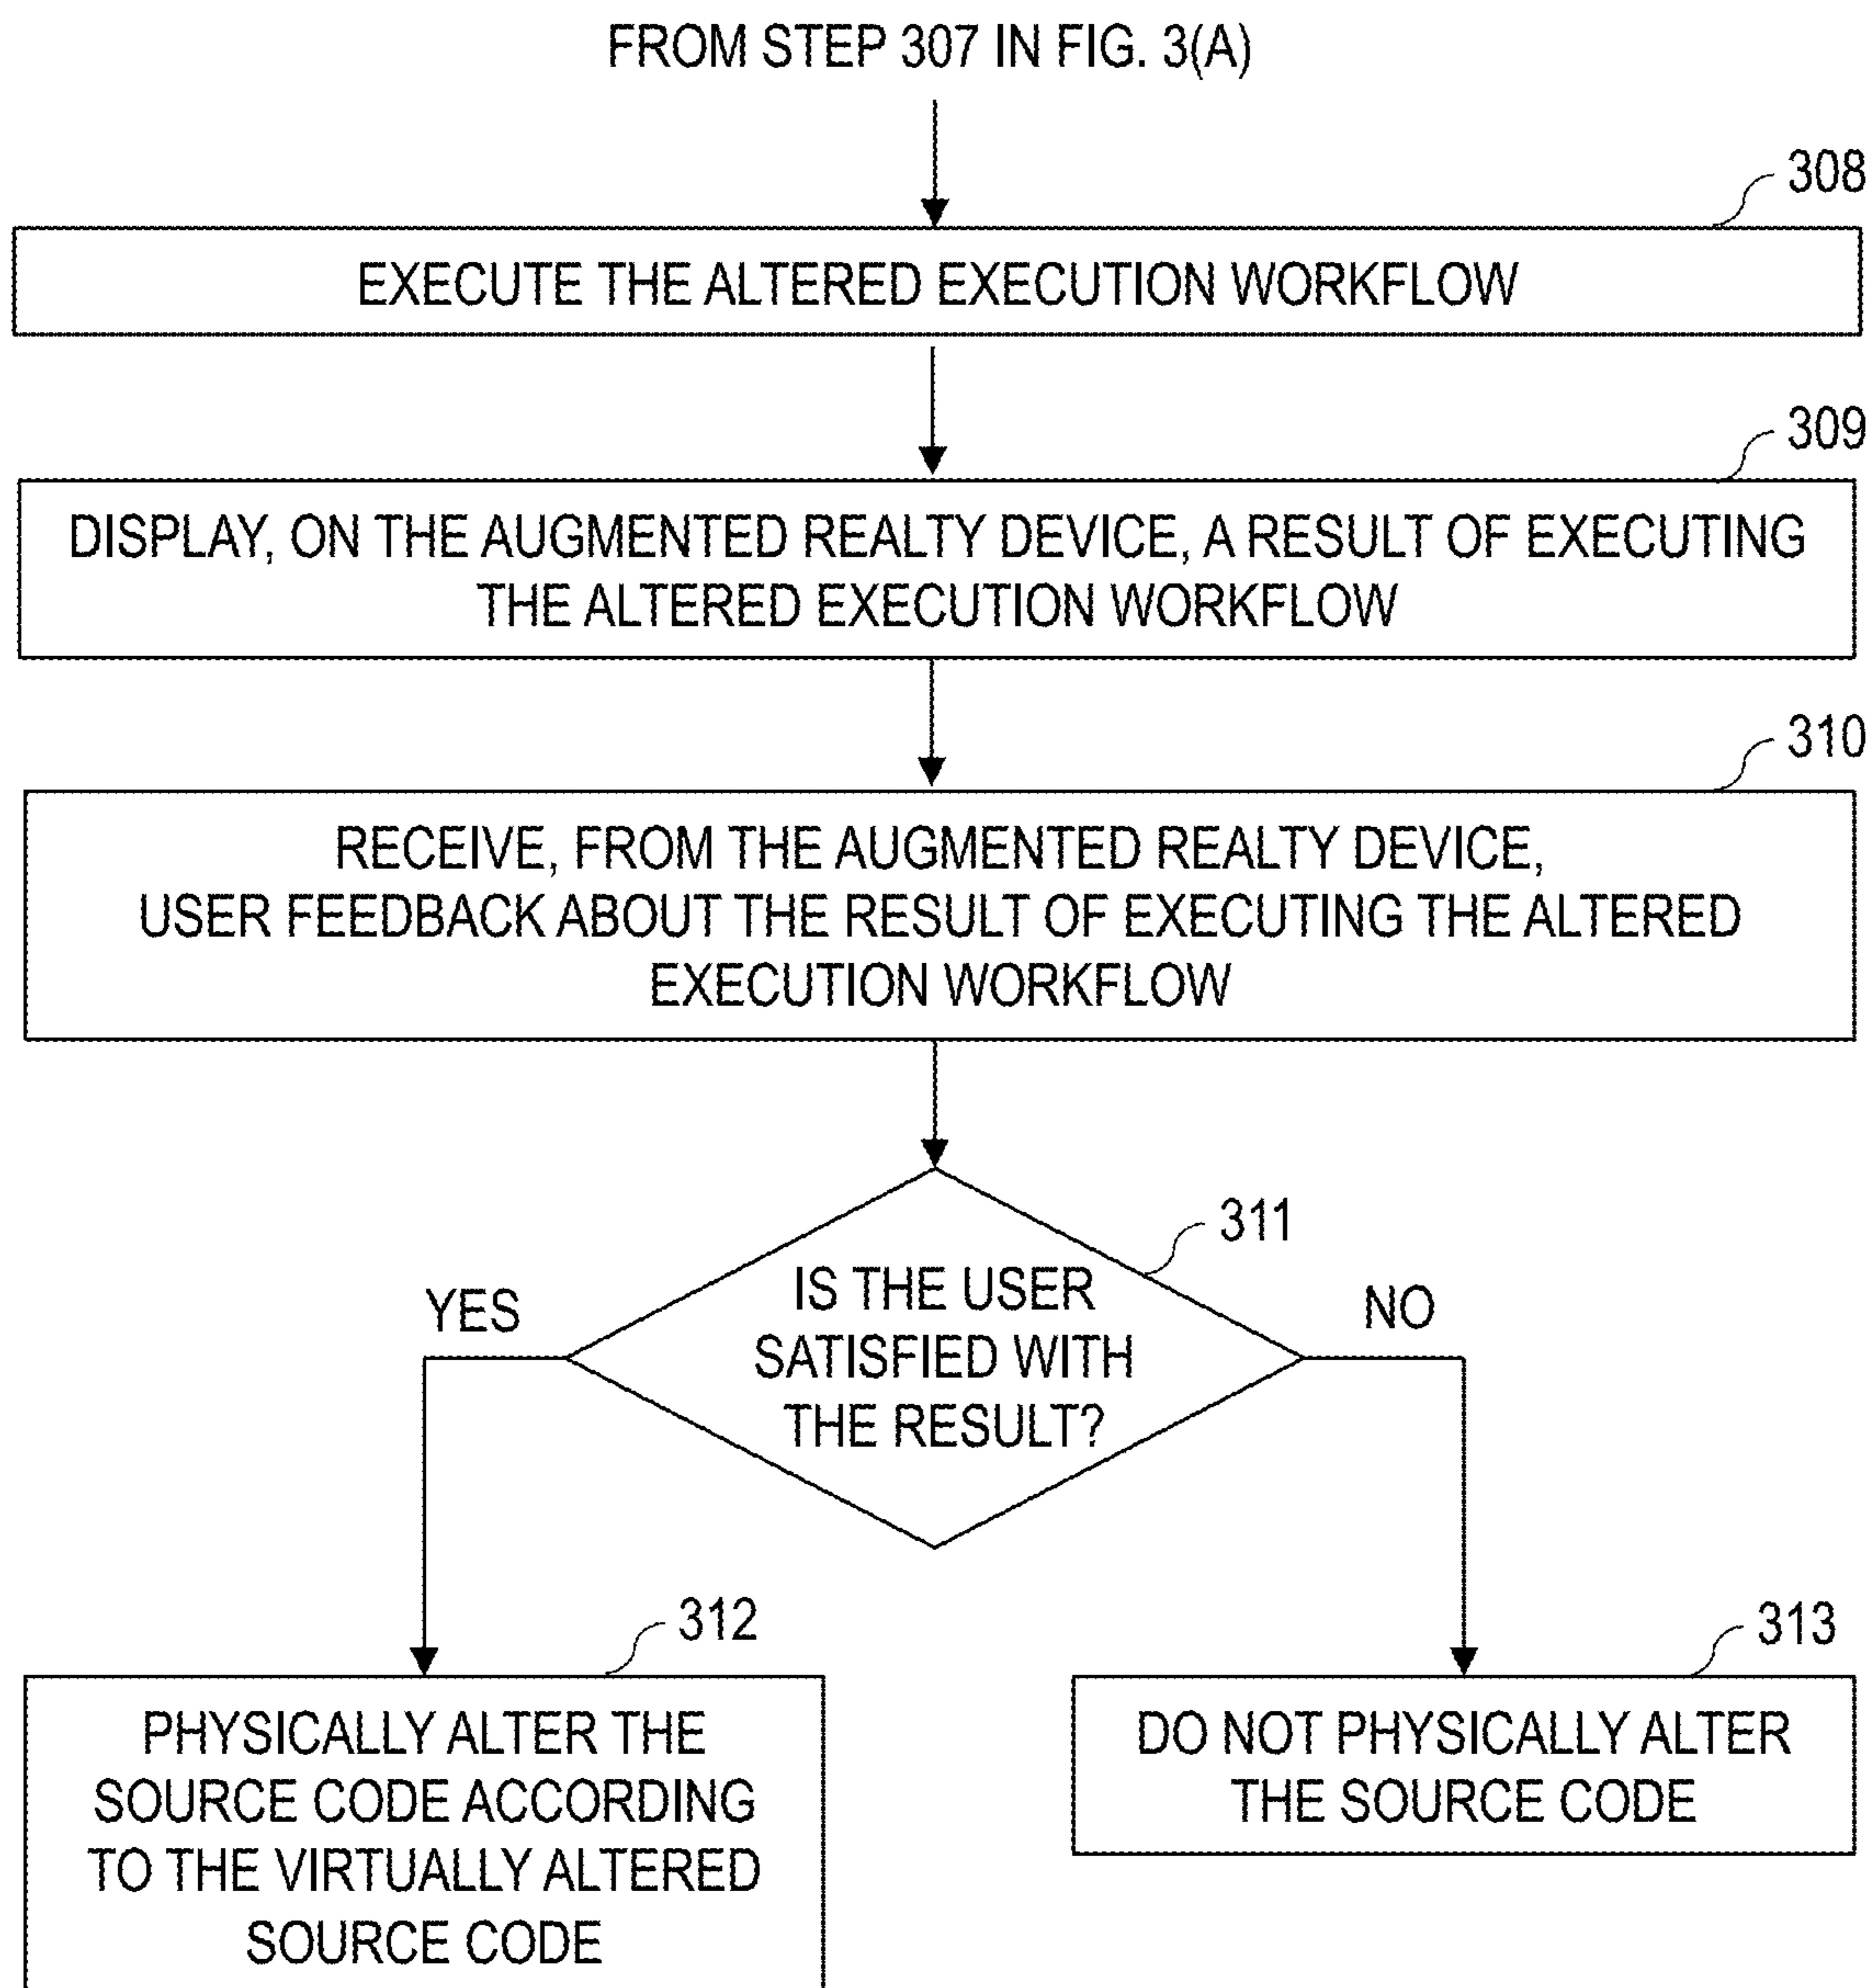 FROM STEP 307 IN FIG. 3(A)
308
EXECUTE THE ALTERED EXECUTION WORKFLOW
309
DISPLAY, ON THE AUGMENTED REALTY DEVICE, A RESULT OF EXECUTING
THE ALTERED EXECUTION WORKFLOW
310
RECEIVE, FROM THE AUGMENTED REALTY DEVICE,
USER FEEDBACK ABOUT THE RESULT OF EXECUTING THE ALTERED
EXECUTION WORKFLOW
311
IS THE USER
SATISFIED WITH
THE RESULT?
YES
NO
312
PHYSICALLY ALTER THE
SOURCE CODE ACCORDING
TO THE VIRTUALLY ALTERED
SOURCE CODE
313
DO NOT PHYSICALLY ALTER
THE SOURCE CODE